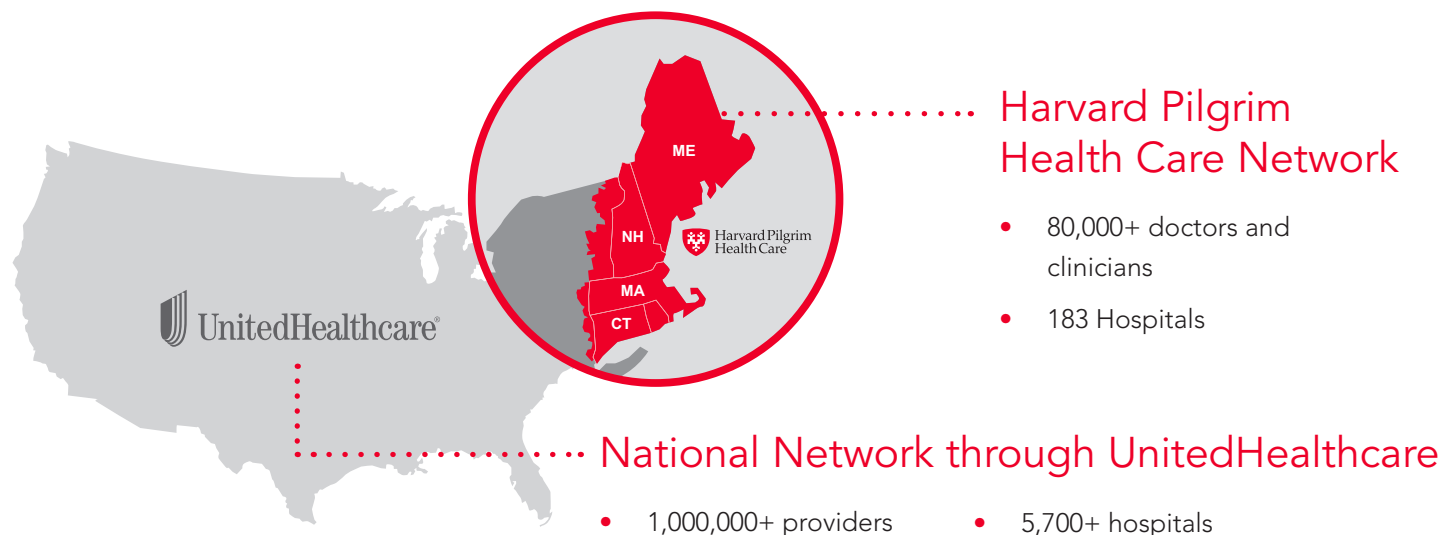 ME
NH
MA
CT
Harvard Pilgrim
Health Care
Harvard Pilgrim
Health Care Network
• 80,000+ doctors and
clinicians
• 183 Hospitals
UnitedHealthcare®
National Network through UnitedHealthcare
• 1,000,000+ providers
• 5,700+ hospitals